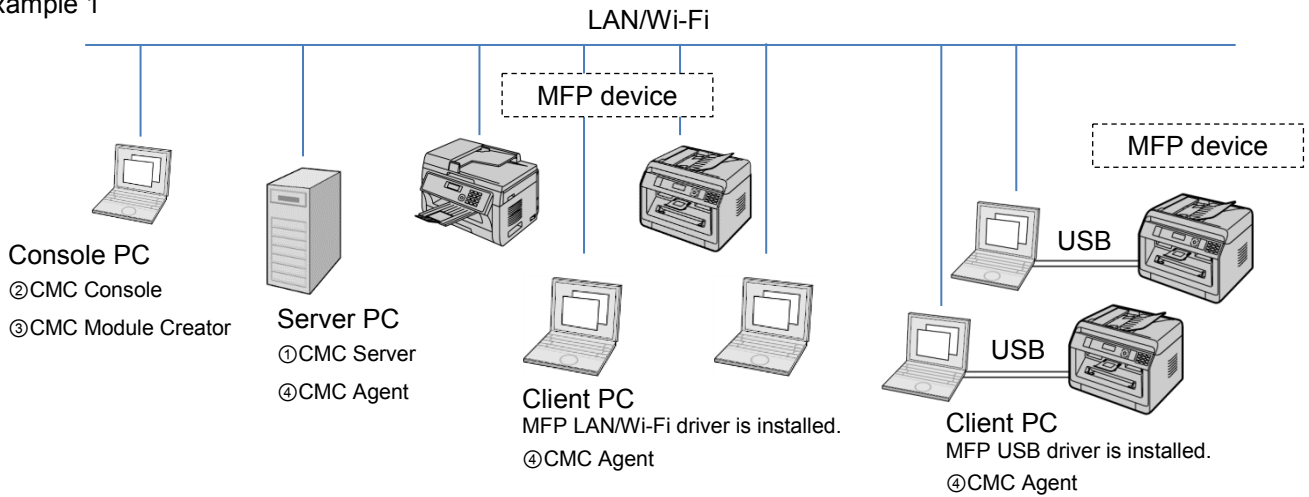 xample 1
LAN/Wi-Fi
MFP device
MFP device
Console PC
②CMC Console
③CMC Module Creator
Server PC
①CMC Server
④CMC Agent
Client PC
MFP LAN/Wi-Fi driver is installed.
④CMC Agent
USB
USB
Client PC
MFP USB driver is installed.
④CMC Agent